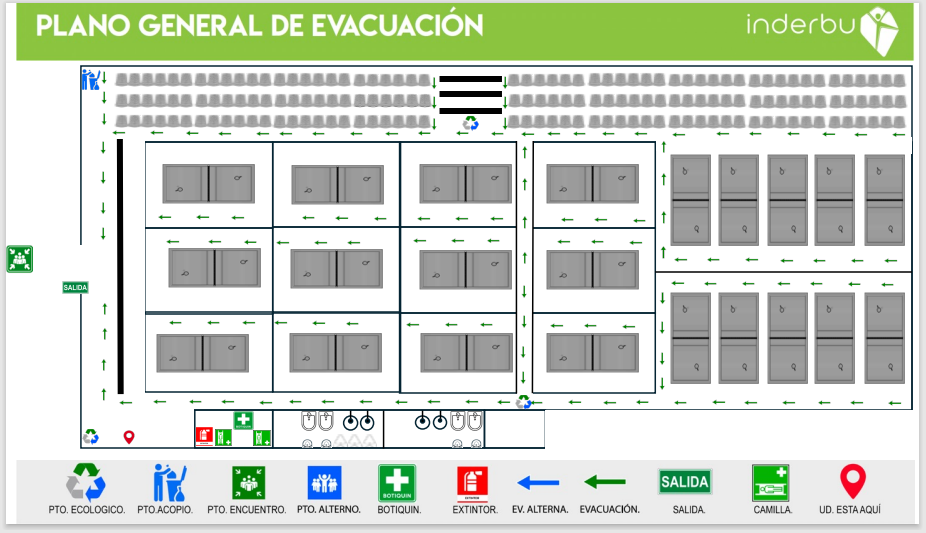 PLANO GENERAL DE EVACUACIÓN
inderbu
SALIDA
PTO. ECOLOGICO.
PTO.ACOPIO.
PTO. ENCUENTRO.
PTO. ALTERNO.
BOTIQUIN
BOTIQUIN.
EXTINTOR.
EV. ALTERNA.
EVACUACIÓN.
SALIDA
SALIDA.
CAMILLA.
UD. ESTA AQUÍ